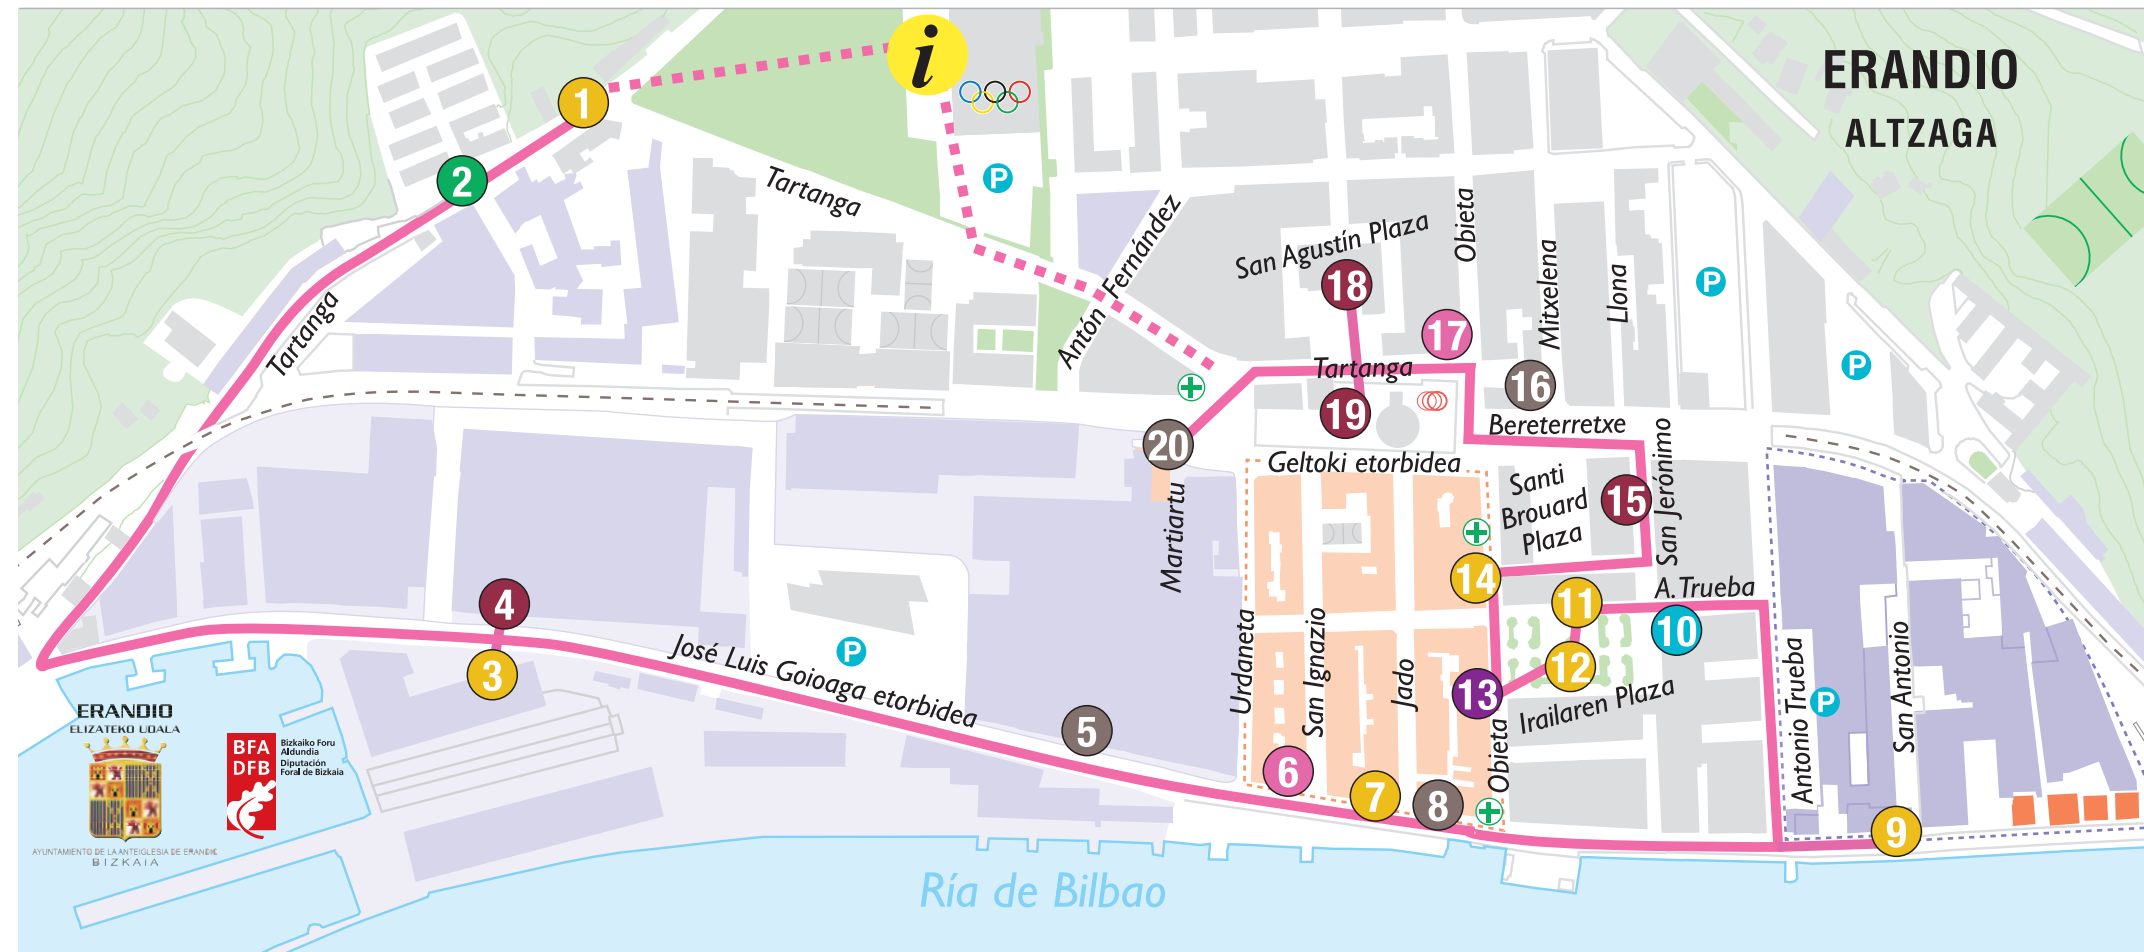 ERANDIO
ALTZAGA
i
1
2
P
Tartanga
Antón Fernández
San Agustín Plaza
Obieta
Mitxelena
Llona
P
18
17
Tartanga
Tartanga
16
P
19
20
Bereterretxe
Geltoki etorbidea
Martiartu
Santi
Brouard
Plaza
15
San Jerónimo
14
11
A.Trueba
10
4
3
José Luis Goioaga etorbidea
P
5
Urdaneta
San Ignazio
Jado
13
12
Irailaren Plaza
Obieta
Antonio Trueba
P
San Antonio
6
7
8
9
ERANDIO
ELIZATEKO UDALA
AYUNTAMIENTO DE LA ANTEIGLESIA DE ERANDIO
BIZKAIA
BFA
DFB
Bizkaiko Foru
Aldundia
Diputación
Foral de Bizkaia
Ría de Bilbao